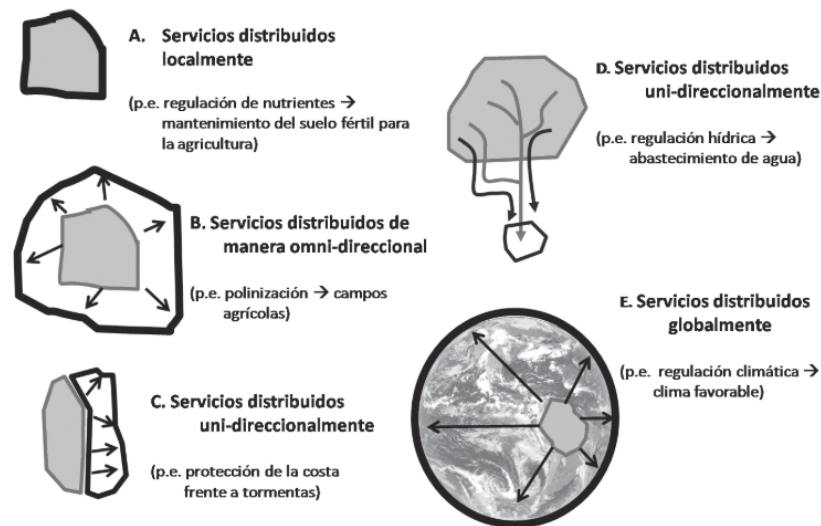 A. Servicios distribuidos
localmente
(p.e. regulación de nutrientes →
mantenimiento del suelo fértil para
la agricultura)
B. Servicios distribuidos de
manera omni-direccional
(p.e. polinización → campos
agrícolas)
C. Servicios distribuidos
uni-direccionalmente
(p.e. protección de la costa
frente a tormentas)
D. Servicios distribuidos
uni-direccionalmente
(p.e. regulación hídrica →
abastecimiento de agua)
E. Servicios distribuidos
globalmente
(p.e. regulación climática →
clima favorable)